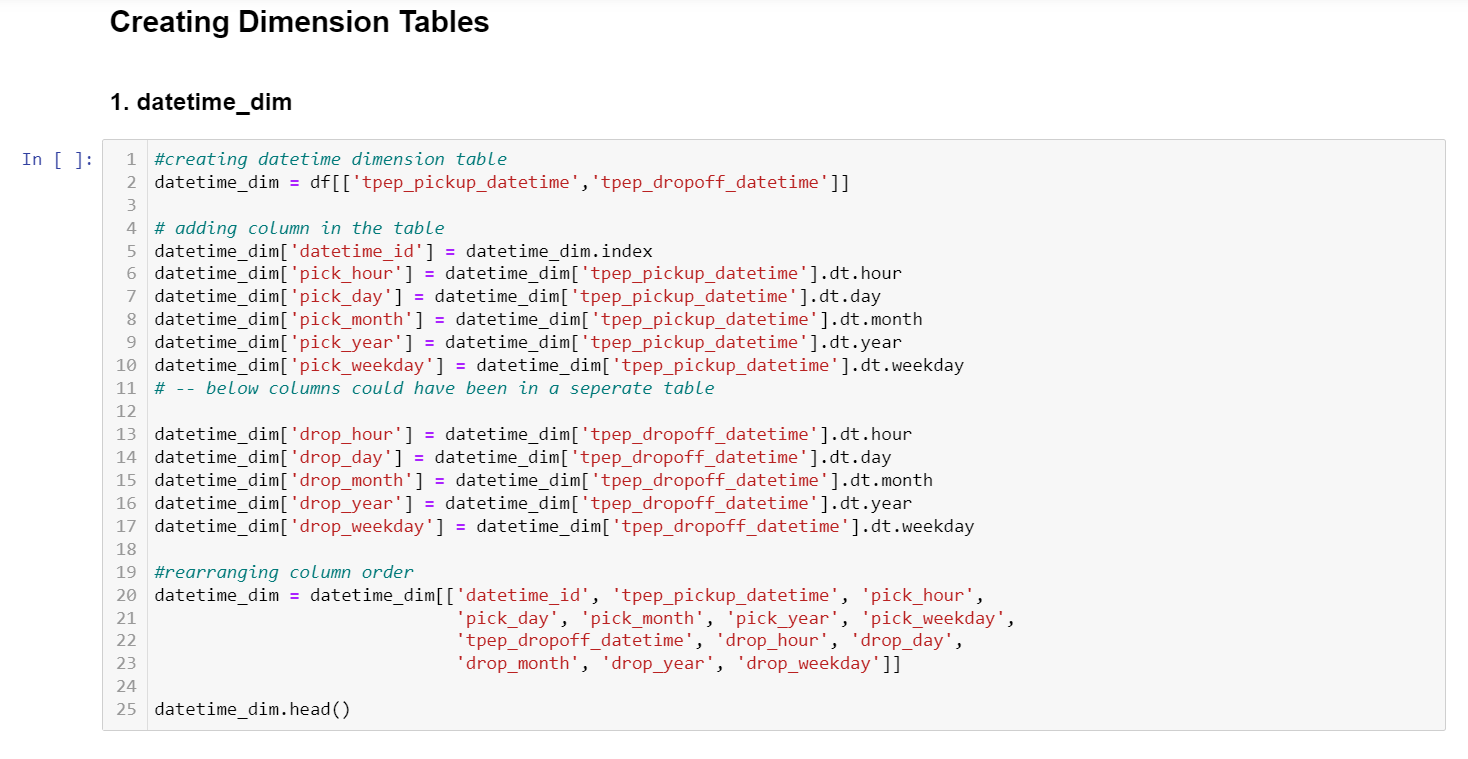 Creating Dimension Tables
1. datetime_dim
In [ ]:
1 #creating datetime dimension table
2 datetime_dim = df[['tpep_pickup_datetime','tpep_dropoff_datetime']]
3
4 # adding column in the table
5 datetime_dim['datetime_id'] = datetime_dim.index
6 datetime_dim['pick_hour'] = datetime_dim['tpep_pickup_datetime'].dt.hour
7 datetime_dim['pick_day'] = datetime_dim['tpep_pickup_datetime'].dt.day
8 datetime_dim['pick_month'] = datetime_dim['tpep_pickup_datetime'].dt.month
9 datetime_dim['pick_year'] = datetime_dim['tpep_pickup_datetime'].dt.year
10 datetime_dim['pick_weekday'] = datetime_dim['tpep_pickup_datetime'].dt.weekday
11 # -- below columns could have been in a seperate table
12
13 datetime_dim['drop_hour'] = datetime_dim['tpep_dropoff_datetime'].dt.hour
14 datetime_dim['drop_day'] = datetime_dim['tpep_dropoff_datetime'].dt.day
15 datetime_dim['drop_month'] = datetime_dim['tpep_dropoff_datetime'].dt.month
16 datetime_dim['drop_year'] = datetime_dim['tpep_dropoff_datetime'].dt.year
17 datetime_dim['drop_weekday'] = datetime_dim['tpep_dropoff_datetime'].dt.weekday
18
19 #rearranging column order
20 datetime_dim = datetime_dim[['datetime_id', 'tpep_pickup_datetime', 'pick_hour',
21 'pick_day', 'pick_month', 'pick_year', 'pick_weekday',
22 'tpep_dropoff_datetime', 'drop_hour', 'drop_day',
23 'drop_month', 'drop_year', 'drop_weekday']]
24
25 datetime_dim.head()